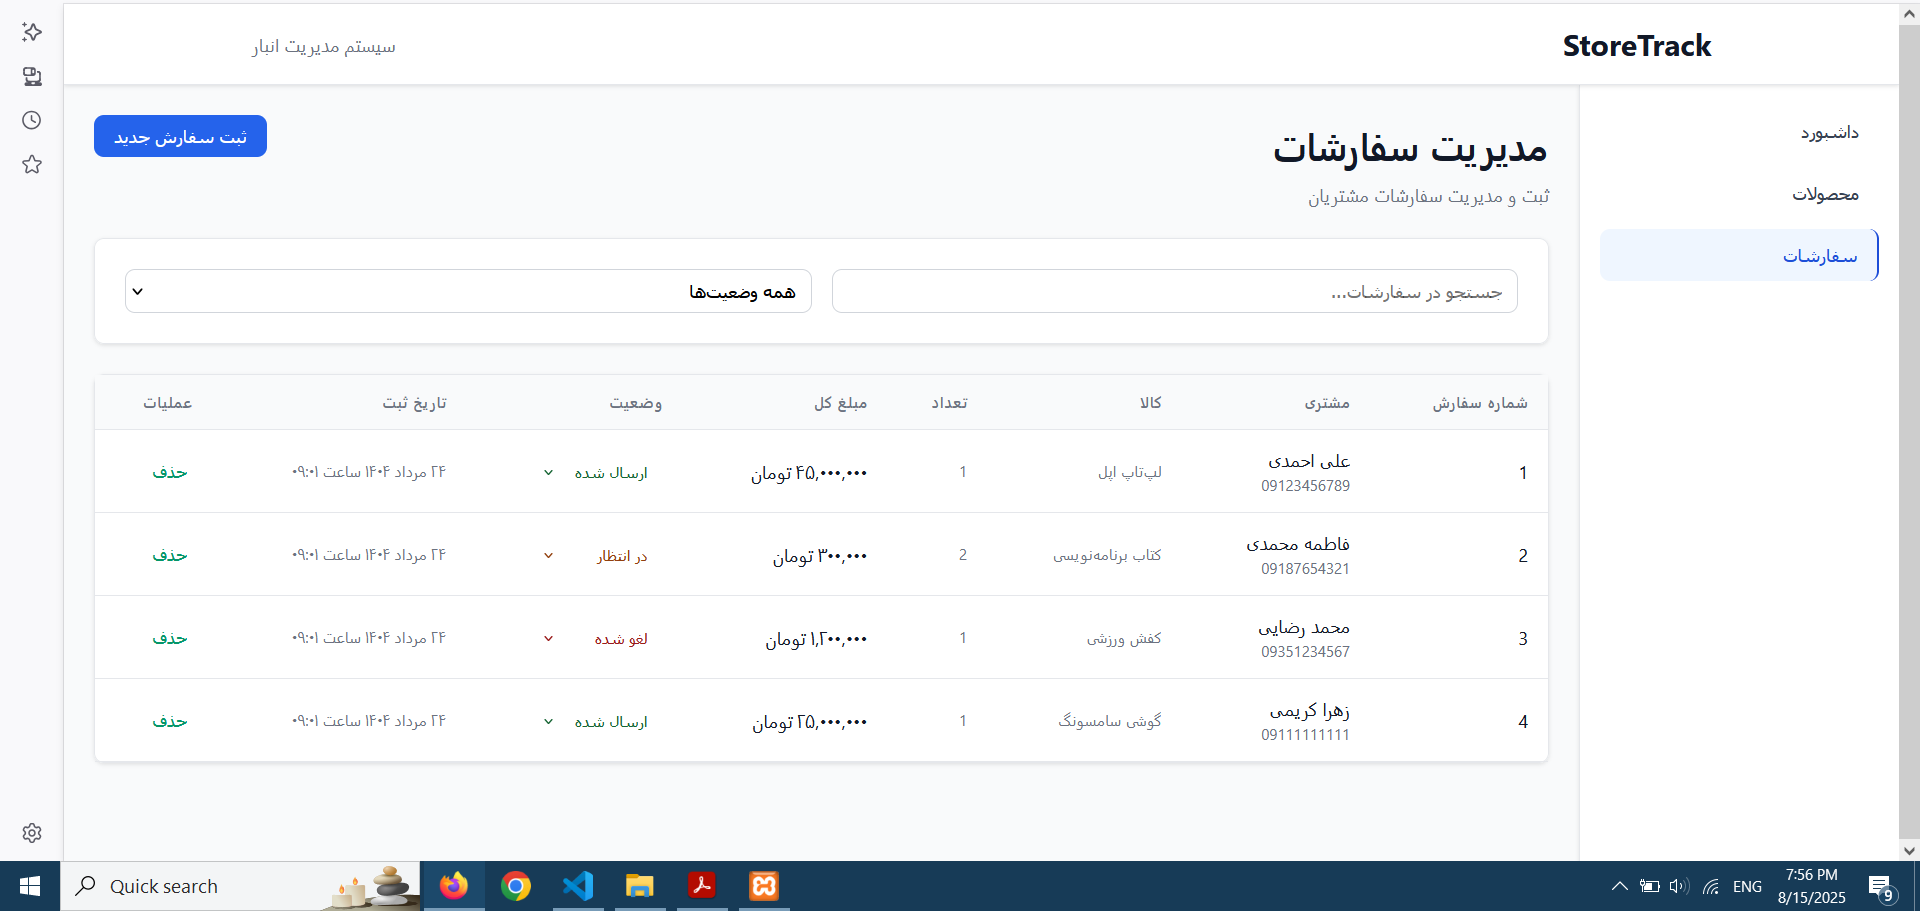 StoreTrack
سیستم مدیریت انبار
داشبورد
محصولات
سفارشات
مدیریت سفارشات
ثبت و مدیریت سفارشات مشتریان
ثبت سفارش جدید
جستجو در سفارشات...
همه وضعیت‌ها
شماره سفارش مشتری کالا تعداد مبلغ کل وضعیت تاریخ ثبت عملیات
1 علی احمدی لپ‌تاپ اپل 1 ۴۵,۰۰۰,۰۰۰ تومان ارسال شده ۲۴ مرداد ۱۴۰۴ ساعت ۰۹:۰۱ حذف
09123456789
2 فاطمه محمدی کتاب برنامه‌نویسی 2 ۳۰۰,۰۰۰ تومان در انتظار ۲۴ مرداد ۱۴۰۴ ساعت ۰۹:۰۱ حذف
09187654321
3 محمد رضایی کفش ورزشی 1 ۱,۲۰۰,۰۰۰ تومان لغو شده ۲۴ مرداد ۱۴۰۴ ساعت ۰۹:۰۱ حذف
09351234567
4 زهرا کریمی گوشی سامسونگ 1 ۲۵,۰۰۰,۰۰۰ تومان ارسال شده ۲۴ مرداد ۱۴۰۴ ساعت ۰۹:۰۱ حذف
09111111111
Quick search
ENG
7:56 PM
8/15/2025
9